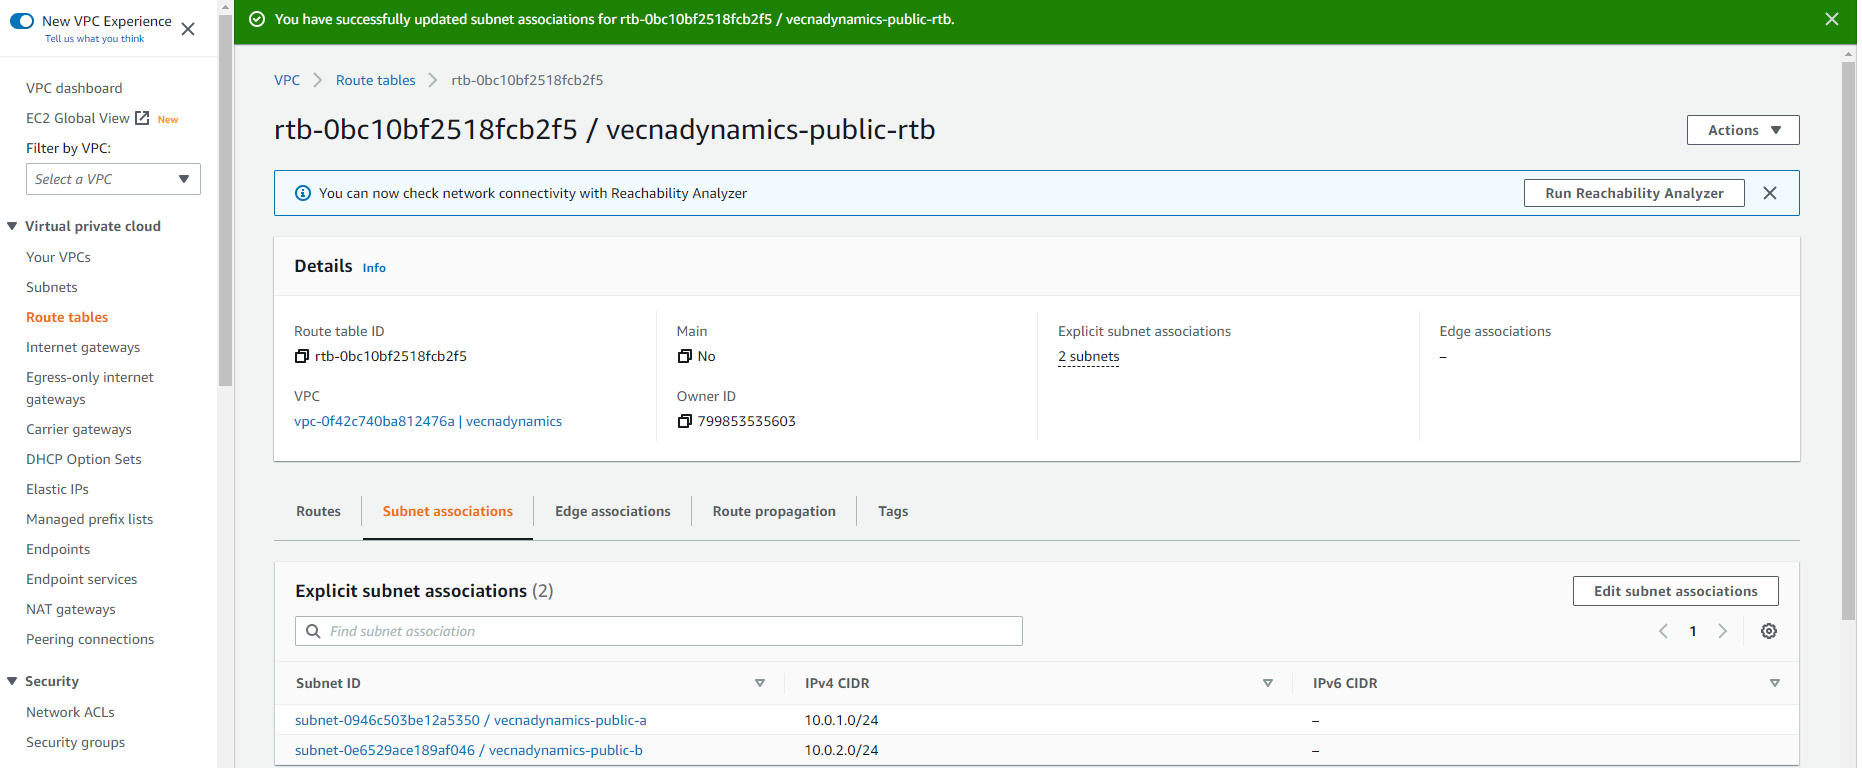 New VPC Experience
Tell us what you think
VPC dashboard
EC2 Global View New
Filter by VPC:
Select a VPC
Virtual private cloud
Your VPCs
Subnets
Route tables
Internet gateways
Egress-only internet
gateways
Carrier gateways
DHCP Option Sets
Elastic IPs
Managed prefix lists
Endpoints
Endpoint services
NAT gateways
Peering connections
Security
Network ACLs
Security groups
You have successfully updated subnet associations for rtb-0bc10bf2518fcb2f5 / vecnadynamics-public-rtb.
VPC Route tables rtb-0bc10bf2518fcb2f5
rtb-0bc10bf2518fcb2f5 / vecnadynamics-public-rtb
Actions
You can now check network connectivity with Reachability Analyzer
Run Reachability Analyzer
Details Info
Route table ID
rtb-0bc10bf2518fcb2f5
Main
No
Explicit subnet associations
2 subnets
Edge associations
–
VPC
vpc-0f42c740ba812476a | vecnadynamics
Owner ID
799853535603
Routes Subnet associations Edge associations Route propagation Tags
Explicit subnet associations (2)
Edit subnet associations
Find subnet association
1
Subnet ID IPv4 CIDR IPv6 CIDR
subnet-0946c503be12a5350 / vecnadynamics-public-a 10.0.1.0/24 –
subnet-0e6529ace189af046 / vecnadynamics-public-b 10.0.2.0/24 –